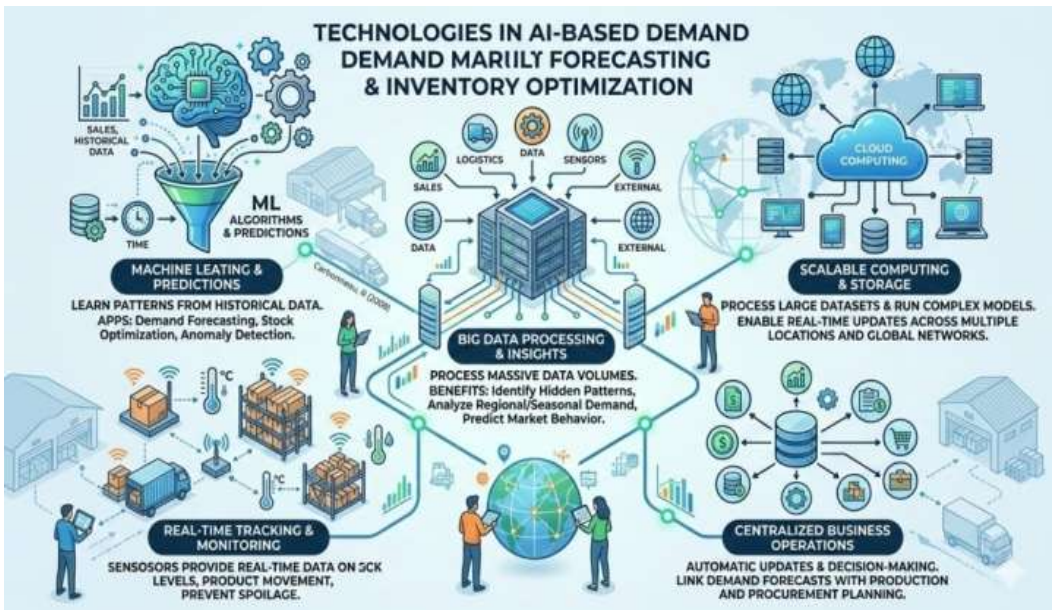 TECHNOLOGIES IN AI-BASED DEMAND
DEMAND MARIULY FORECASTING
& INVENTORY OPTIMIZATION
SALES,
HISTORICAL
DATA
TIME
ML
ALGORITHMS
& PREDICTIONS
MACHINE LEATING &
PREDICTIONS
LEARN PATTERNS FROM HISTORICAL DATA.
APPS: Demand Forecasting, Stock
Optimization, Anomaly Detection.
SALES
LOGISTICS
DATA
SENSORS
EXTERNAL
DATA
EXTERNAL
BIG DATA PROCESSING
& INSIGHTS
PROCESS MASSIVE DATA VOLUMES.
BENEFITS: Identify Hidden Patterns,
Analyze Regional/Seasonal Demand,
Predict Market Behavior.
CLOUD
COMPUTING
SCALABLE COMPUTING
& STORAGE
PROCESS LARGE DATASETS & RUN COMPLEX MODELS.
ENABLE REAL-TIME UPDATES ACROSS MULTIPLE
LOCATIONS AND GLOBAL NETWORKS.
°C
°C
REAL-TIME TRACKING &
MONITORING
SENSOSORS PROVIDE REAL-TIME DATA ON
LEVELS, PRODUCT MOVEMENT,
PREVENT SPOILAGE.
$
$
CENTRALIZED BUSINESS
OPERATIONS
AUTOMATIC UPDATES & DECISION-MAKING.
LINK DEMAND FORECASTS WITH PRODUCTION
AND PROCUREMENT PLANNING.